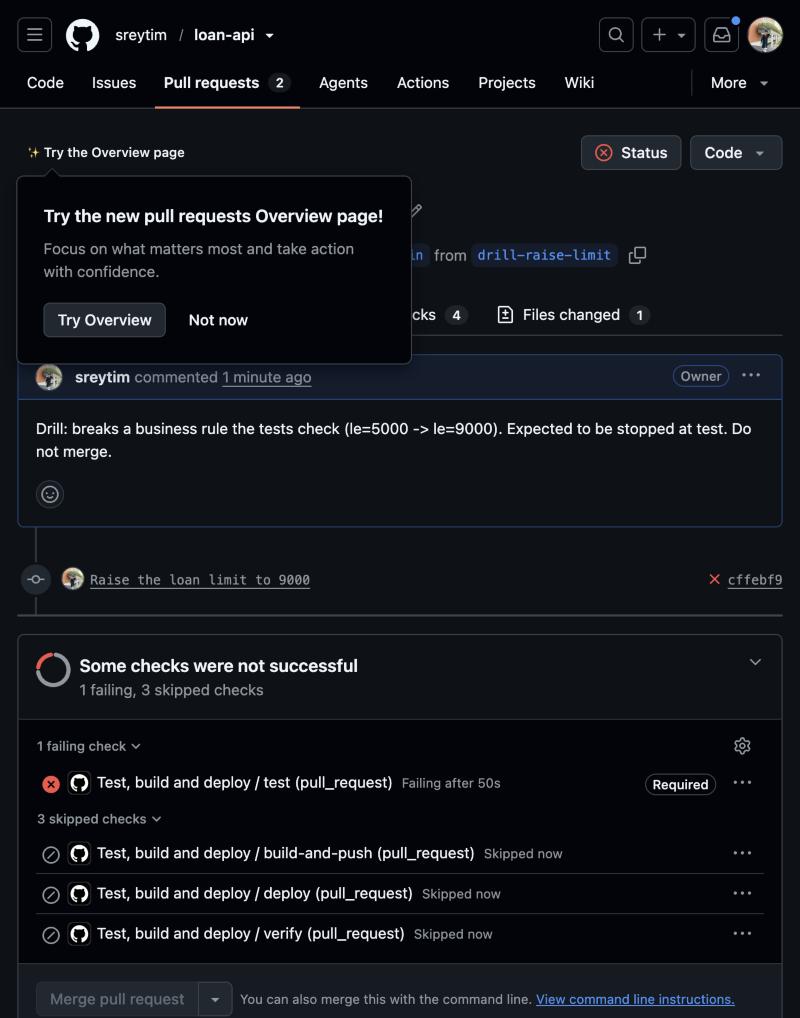 sreytim / loan-api
Code Issues Pull requests 2 Agents Actions Projects Wiki More
Try the Overview page
Status Code
Try the new pull requests Overview page!
Focus on what matters most and take action
with confidence.
Try Overview Not now
from drill-raise-limit
4 Files changed 1
sreytim commented 1 minute ago Owner
Drill: breaks a business rule the tests check (le=5000 -> le=9000). Expected to be stopped at test. Do
not merge.
Raise the loan limit to 9000 cffebf9
Some checks were not successful
1 failing, 3 skipped checks
1 failing check
Test, build and deploy / test (pull_request) Failing after 50s Required
3 skipped checks
Test, build and deploy / build-and-push (pull_request) Skipped now
Test, build and deploy / deploy (pull_request) Skipped now
Test, build and deploy / verify (pull_request) Skipped now
Merge pull request You can also merge this with the command line. View command line instructions.